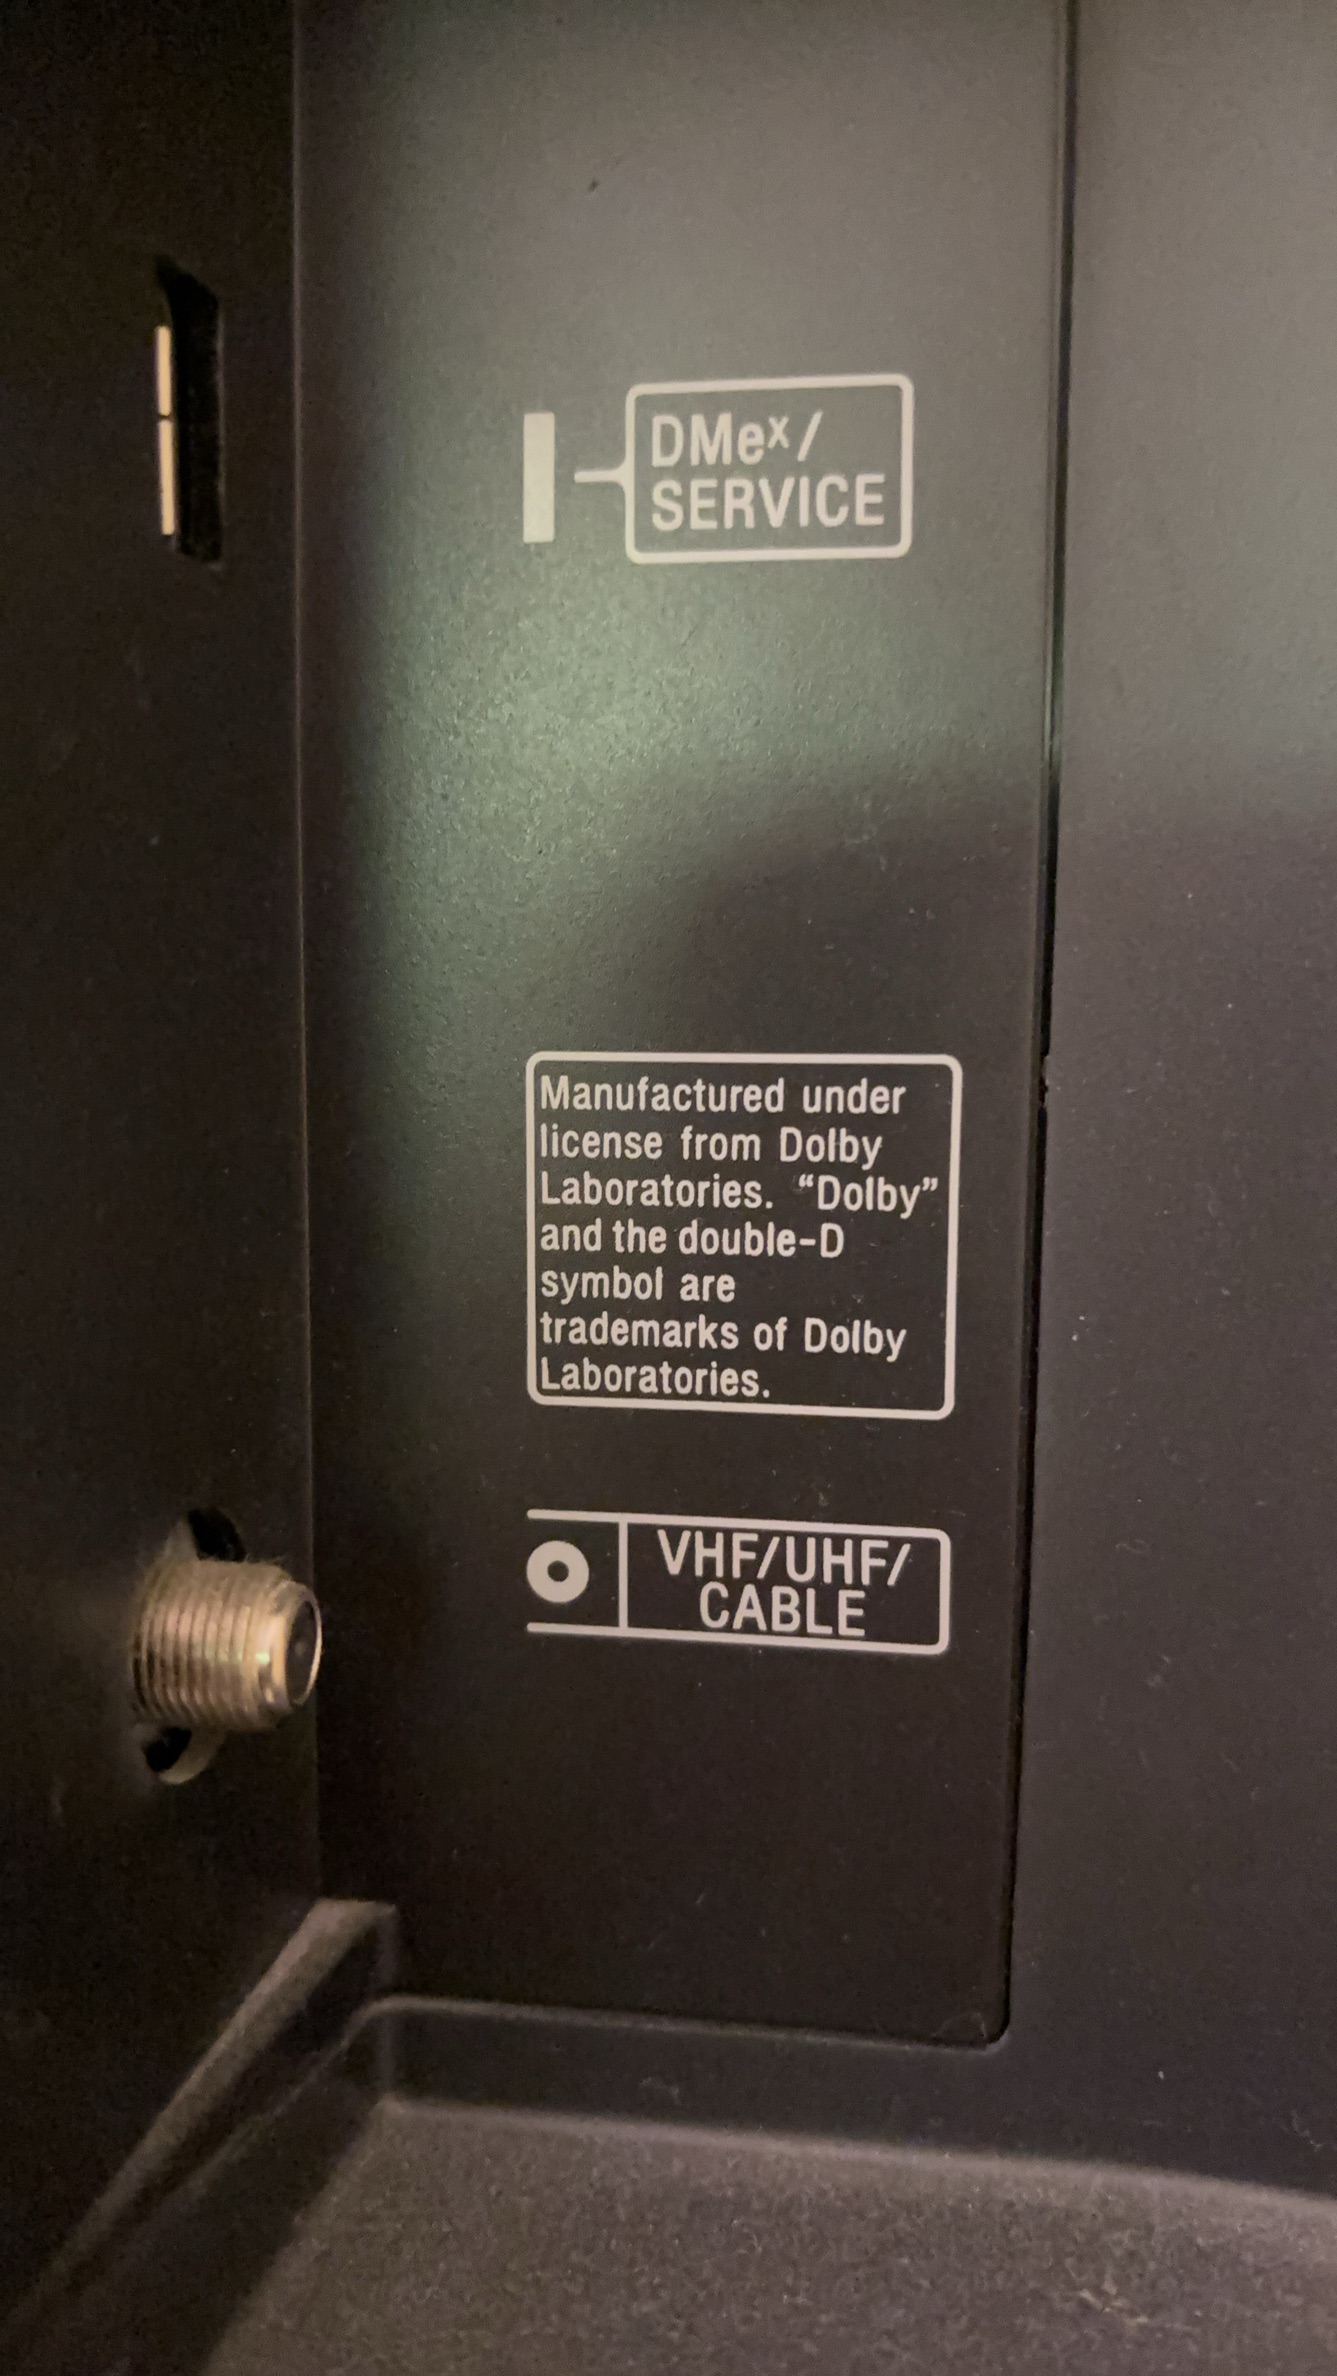 DMeˣ/
SERVICE
Manufactured under
license from Dolby
Laboratories. “Dolby”
and the double-D
symbol are
trademarks of Dolby
Laboratories.
VHF/UHF/
CABLE